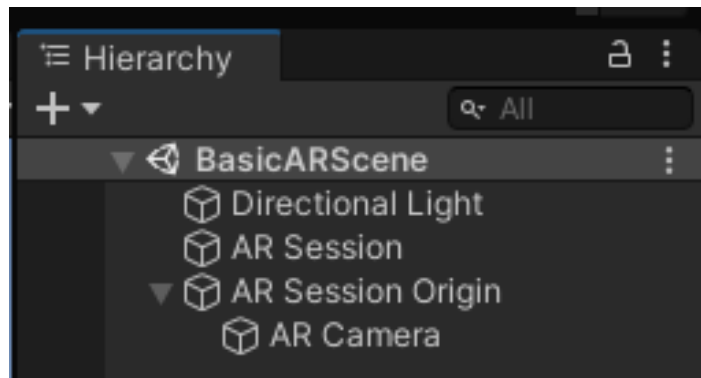 Hierarchy
All
BasicARScene
Directional Light
AR Session
AR Session Origin
AR Camera